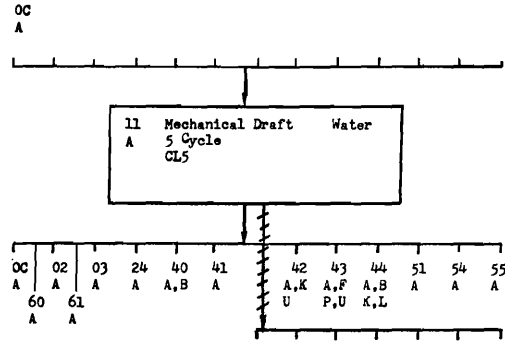 OC
A
11 Mechanical Draft Water
A 5 Cycle
CL5
OC 02 03 24 40 41 42 43 44 51 54 55
A A A A A,B A A,K A,F A,B A A A
60 61 U P,U K,L
A A